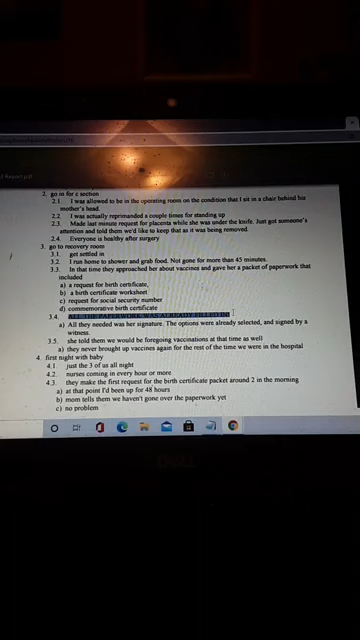 2. go in for c section
2.1. I was allowed to be in the operating room on the condition that I sit in a chair behind his
mother's head.
2.2. I was actually reprimanded a couple times for standing up
2.3. Made last minute request for placenta while she was under the knife. Just got someone's
attention and told them we'd like to keep that as it was being removed
2.4. Everyone is healthy after surgery
3. go to recovery room
3.1. get settled in
3.2. I run home to shower and grab food. Not gone for more than 45 minutes.
3.3. In that time they approached her about vaccines and gave her a packet of paperwork that
included
a) a request for birth certificate,
b) a birth certificate worksheet
c) request for social security number
d) commemorative birth certificate
3.4. ALL THE PAPERWORK WAS ALREADY FILLED IN!
a) All they needed was her signature. The options were already selected, and signed by a
witness.
3.5. she told them we would be foregoing vaccinations at that time as well
a) they never brought up vaccines again for the rest of the time we were in the hospital
4. first night with baby
4.1. just the 3 of us all night
4.2. nurses coming in every hour or more
4.3. they make the first request for the birth certificate packet around 2 in the morning
a) at that point I'd been up for 48 hours
b) mom tells them we haven't gone over the paperwork yet
c) no problem
DELL